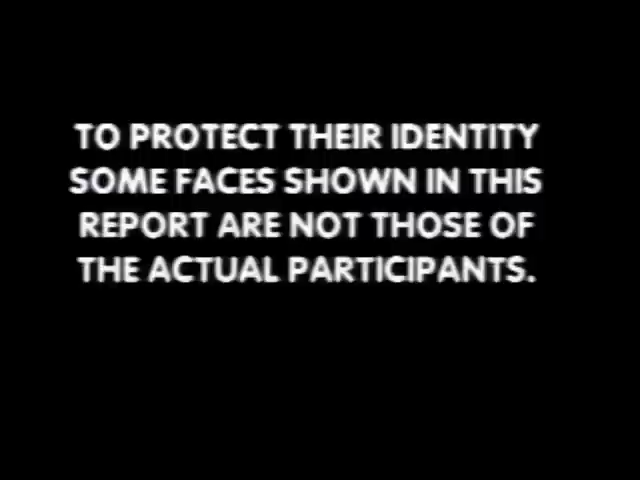 TO PROTECT THEIR IDENTITY
SOME FACES SHOWN IN THIS
REPORT ARE NOT THOSE OF
THE ACTUAL PARTICIPANTS.